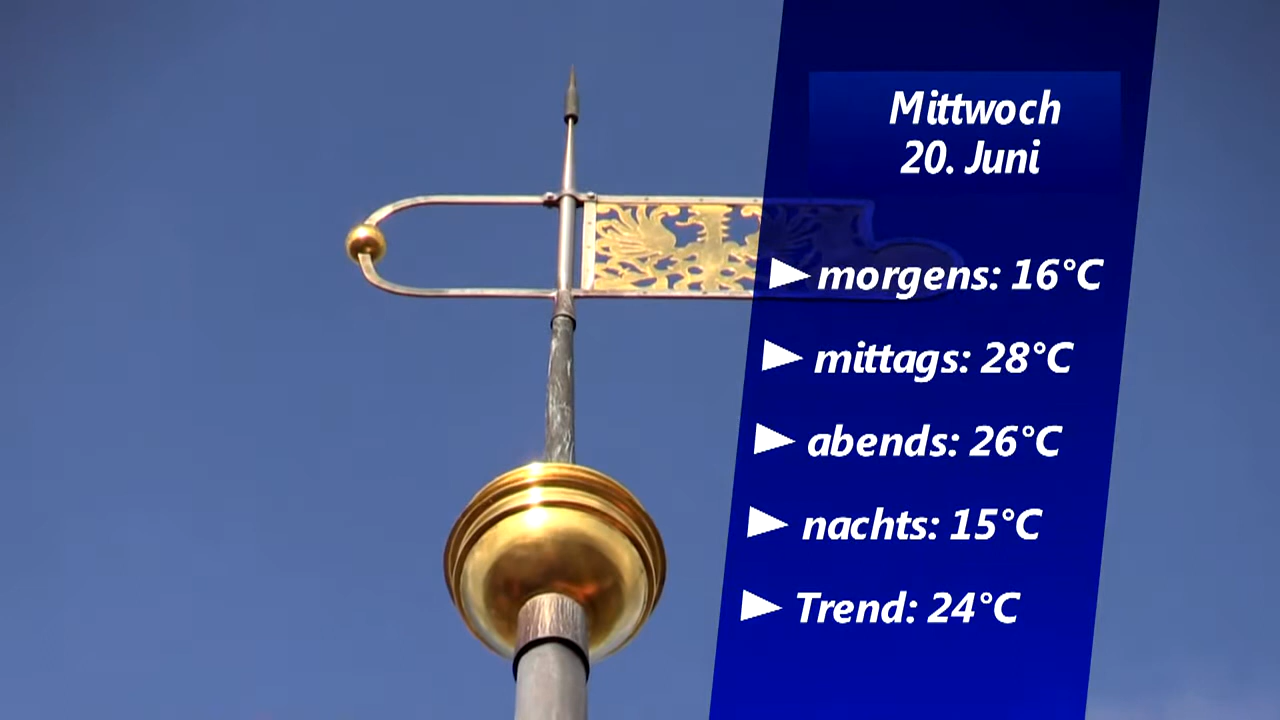 Mittwoch
20. Juni
morgens: 16°C
mittags: 28°C
abends: 26°C
nachts: 15°C
Trend: 24°C